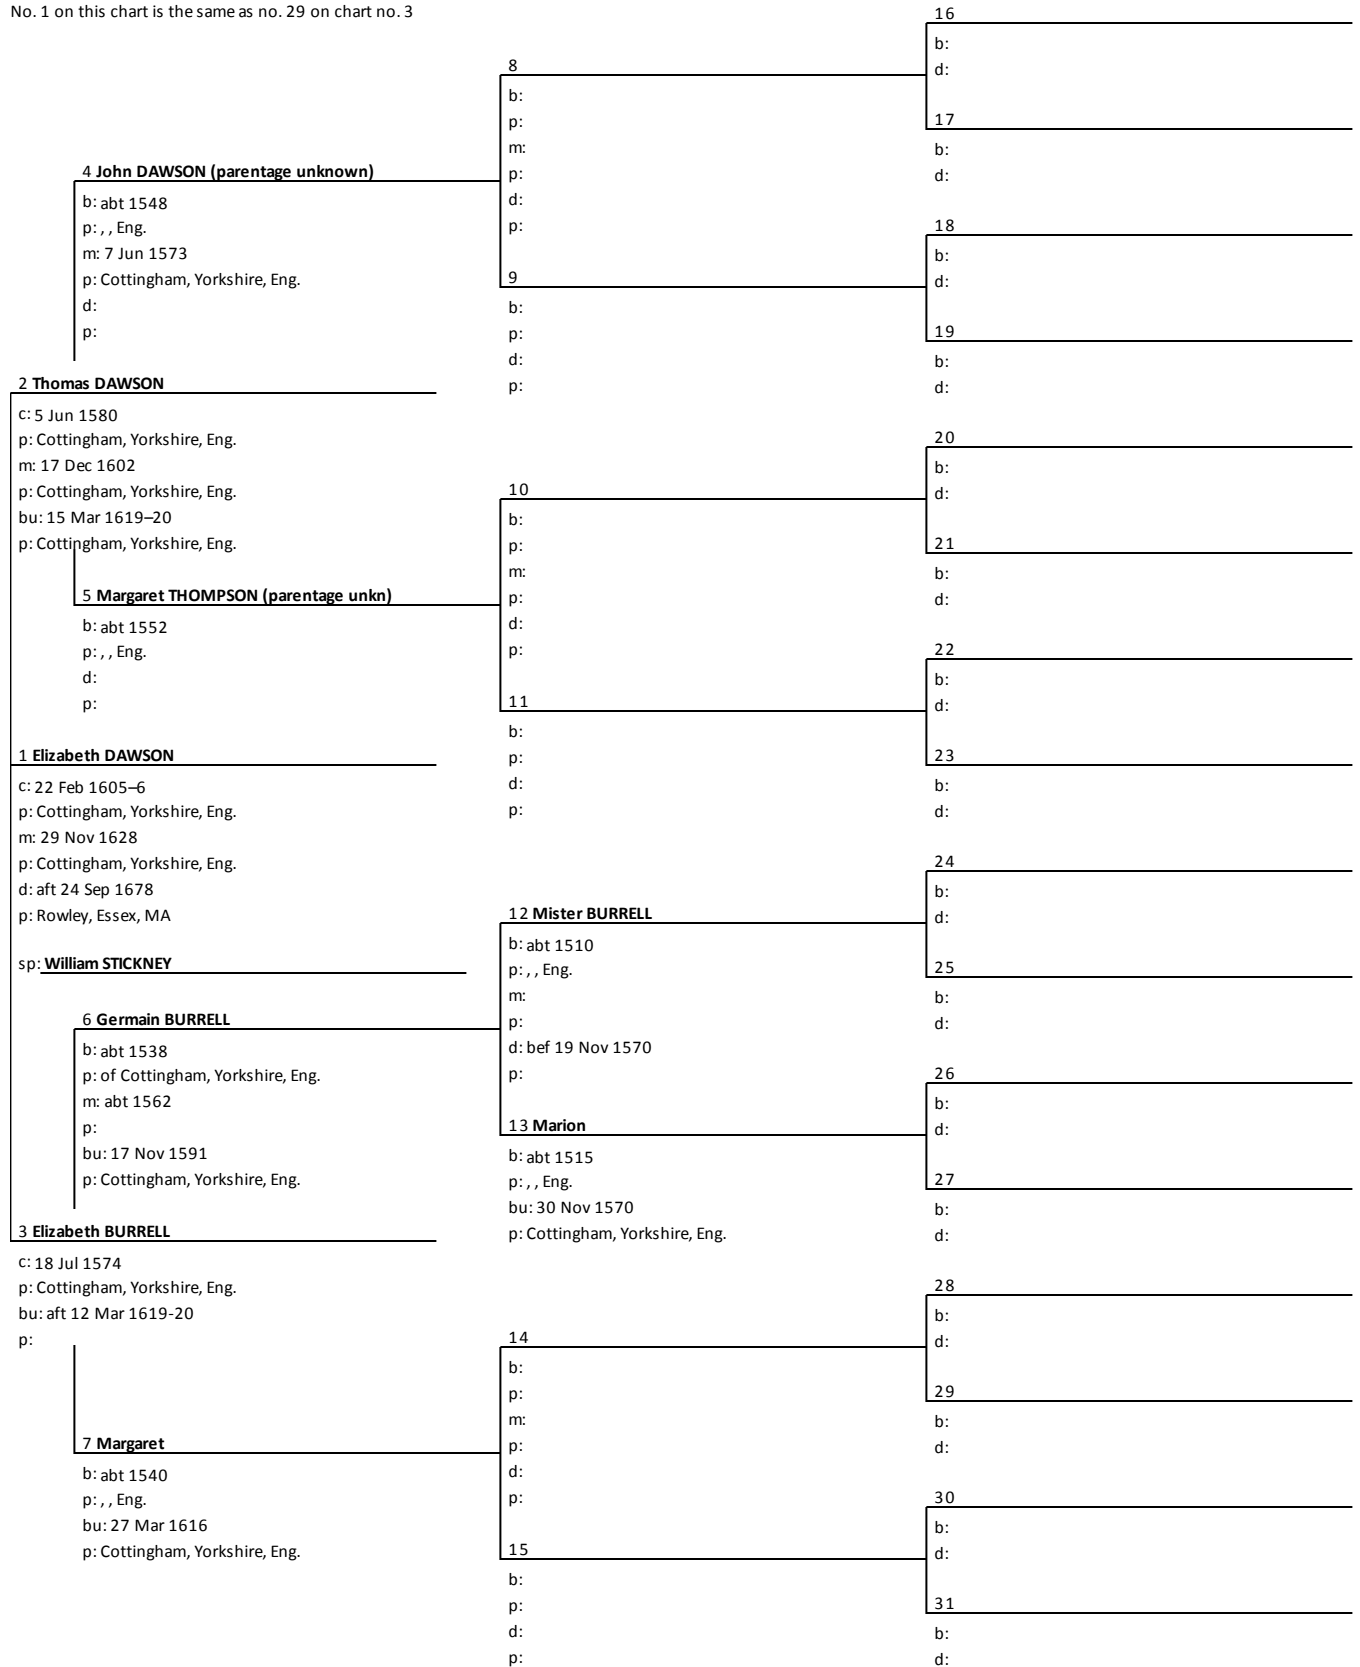 No. 1 on this chart is the same as no. 29 on chart no. 3
4 John DAWSON (parentage unknown)
b: abt 1548
p: , , Eng.
m: 7 Jun 1573
p: Cottingham, Yorkshire, Eng.
d:
p:
2 Thomas DAWSON
c: 5 Jun 1580
p: Cottingham, Yorkshire, Eng.
m: 17 Dec 1602
p: Cottingham, Yorkshire, Eng.
bu: 15 Mar 1619–20
p: Cottingham, Yorkshire, Eng.
5 Margaret THOMPSON (parentage unkn)
b: abt 1552
p: , , Eng.
d:
p:
1 Elizabeth DAWSON
c: 22 Feb 1605–6
p: Cottingham, Yorkshire, Eng.
m: 29 Nov 1628
p: Cottingham, Yorkshire, Eng.
d: aft 24 Sep 1678
p: Rowley, Essex, MA
sp: William STICKNEY
6 Germain BURRELL
b: abt 1538
p: of Cottingham, Yorkshire, Eng.
m: abt 1562
p:
bu: 17 Nov 1591
p: Cottingham, Yorkshire, Eng.
3 Elizabeth BURRELL
c: 18 Jul 1574
p: Cottingham, Yorkshire, Eng.
bu: aft 12 Mar 1619-20
p:
7 Margaret
b: abt 1540
p: , , Eng.
bu: 27 Mar 1616
p: Cottingham, Yorkshire, Eng.
8
b:
p:
m:
p:
d:
p:
9
b:
p:
d:
p:
10
b:
p:
m:
p:
d:
p:
11
b:
p:
d:
p:
12 Mister BURRELL
b: abt 1510
p: , , Eng.
m:
p:
d: bef 19 Nov 1570
p:
13 Marion
b: abt 1515
p: , , Eng.
bu: 30 Nov 1570
p: Cottingham, Yorkshire, Eng.
14
b:
p:
m:
p:
d:
p:
15
b:
p:
d:
p:
16
b:
d:
17
b:
d:
18
b:
d:
19
b:
d:
20
b:
d:
21
b:
d:
22
b:
d:
23
b:
d:
24
b:
d:
25
b:
d:
26
b:
d:
27
b:
d:
28
b:
d:
29
b:
d:
30
b:
d:
31
b:
d: